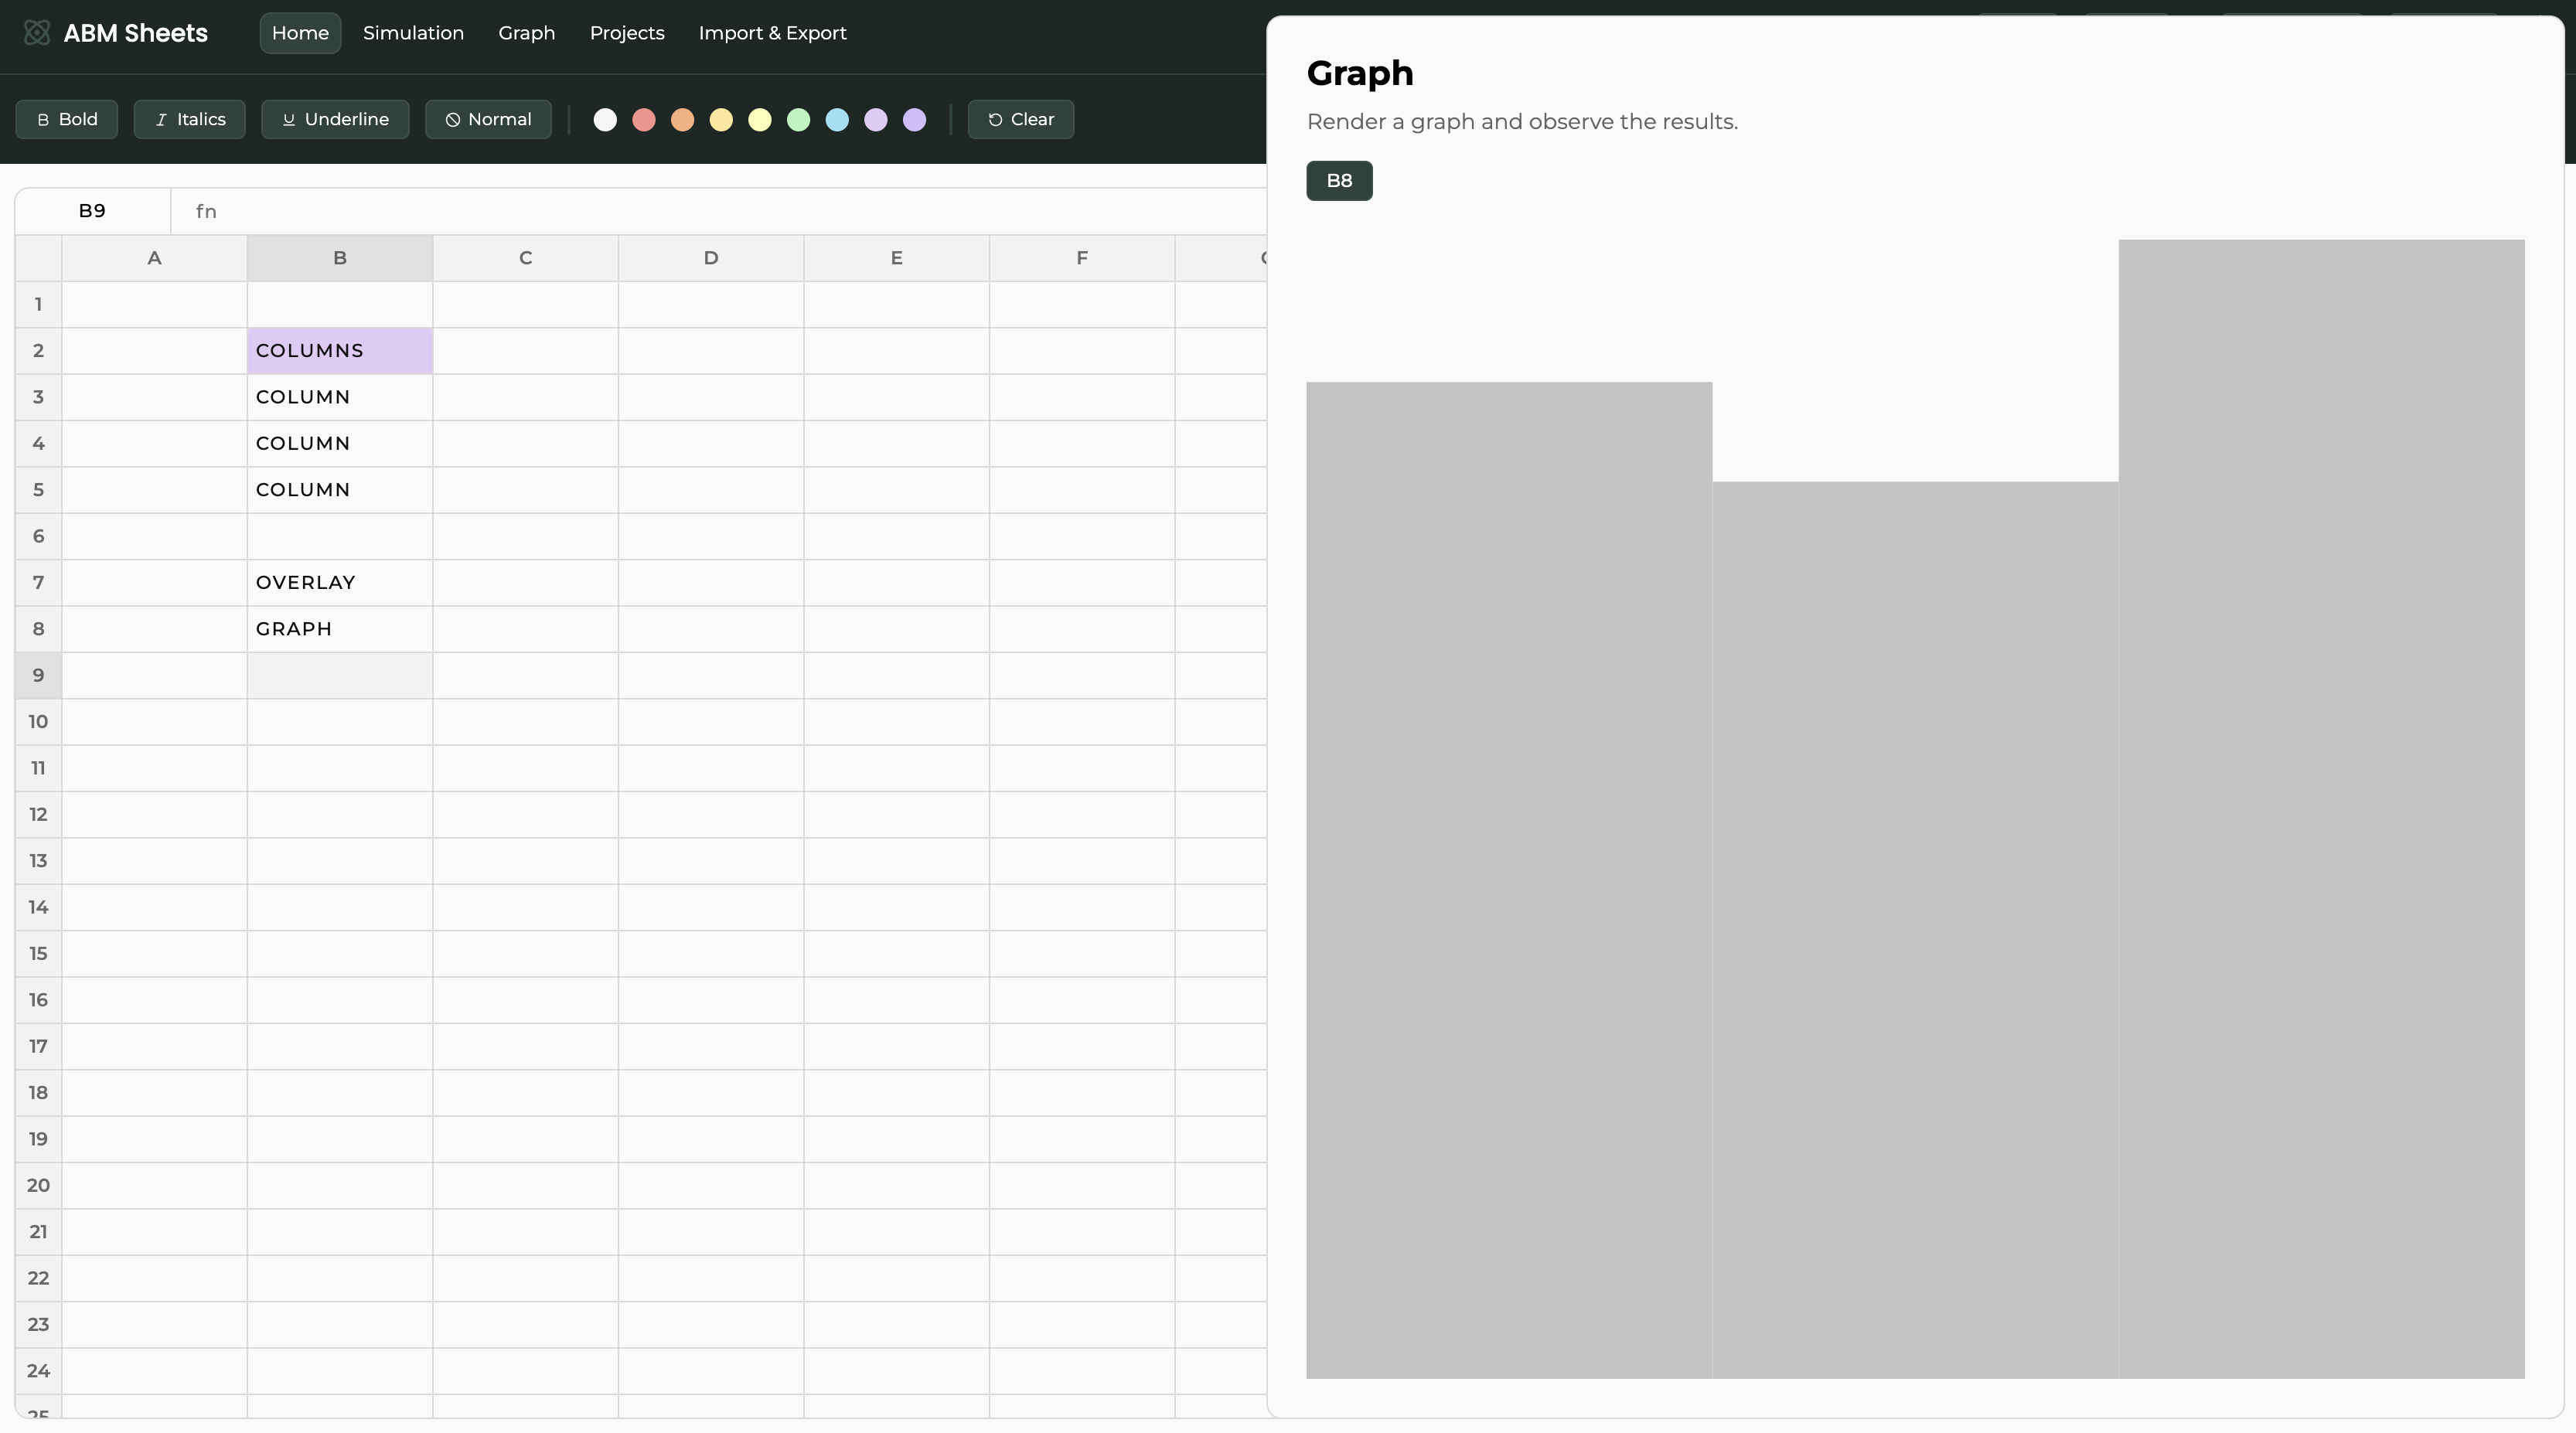 ABM Sheets Home Simulation Graph Projects Import & Export
B Bold I Italics U Underline Normal Clear
B9 fn
A B C D E F
1
2 COLUMNS
3 COLUMN
4 COLUMN
5 COLUMN
6
7 OVERLAY
8 GRAPH
9
10
11
12
13
14
15
16
17
18
19
20
21
22
23
24
25
Graph
Render a graph and observe the results.
B8